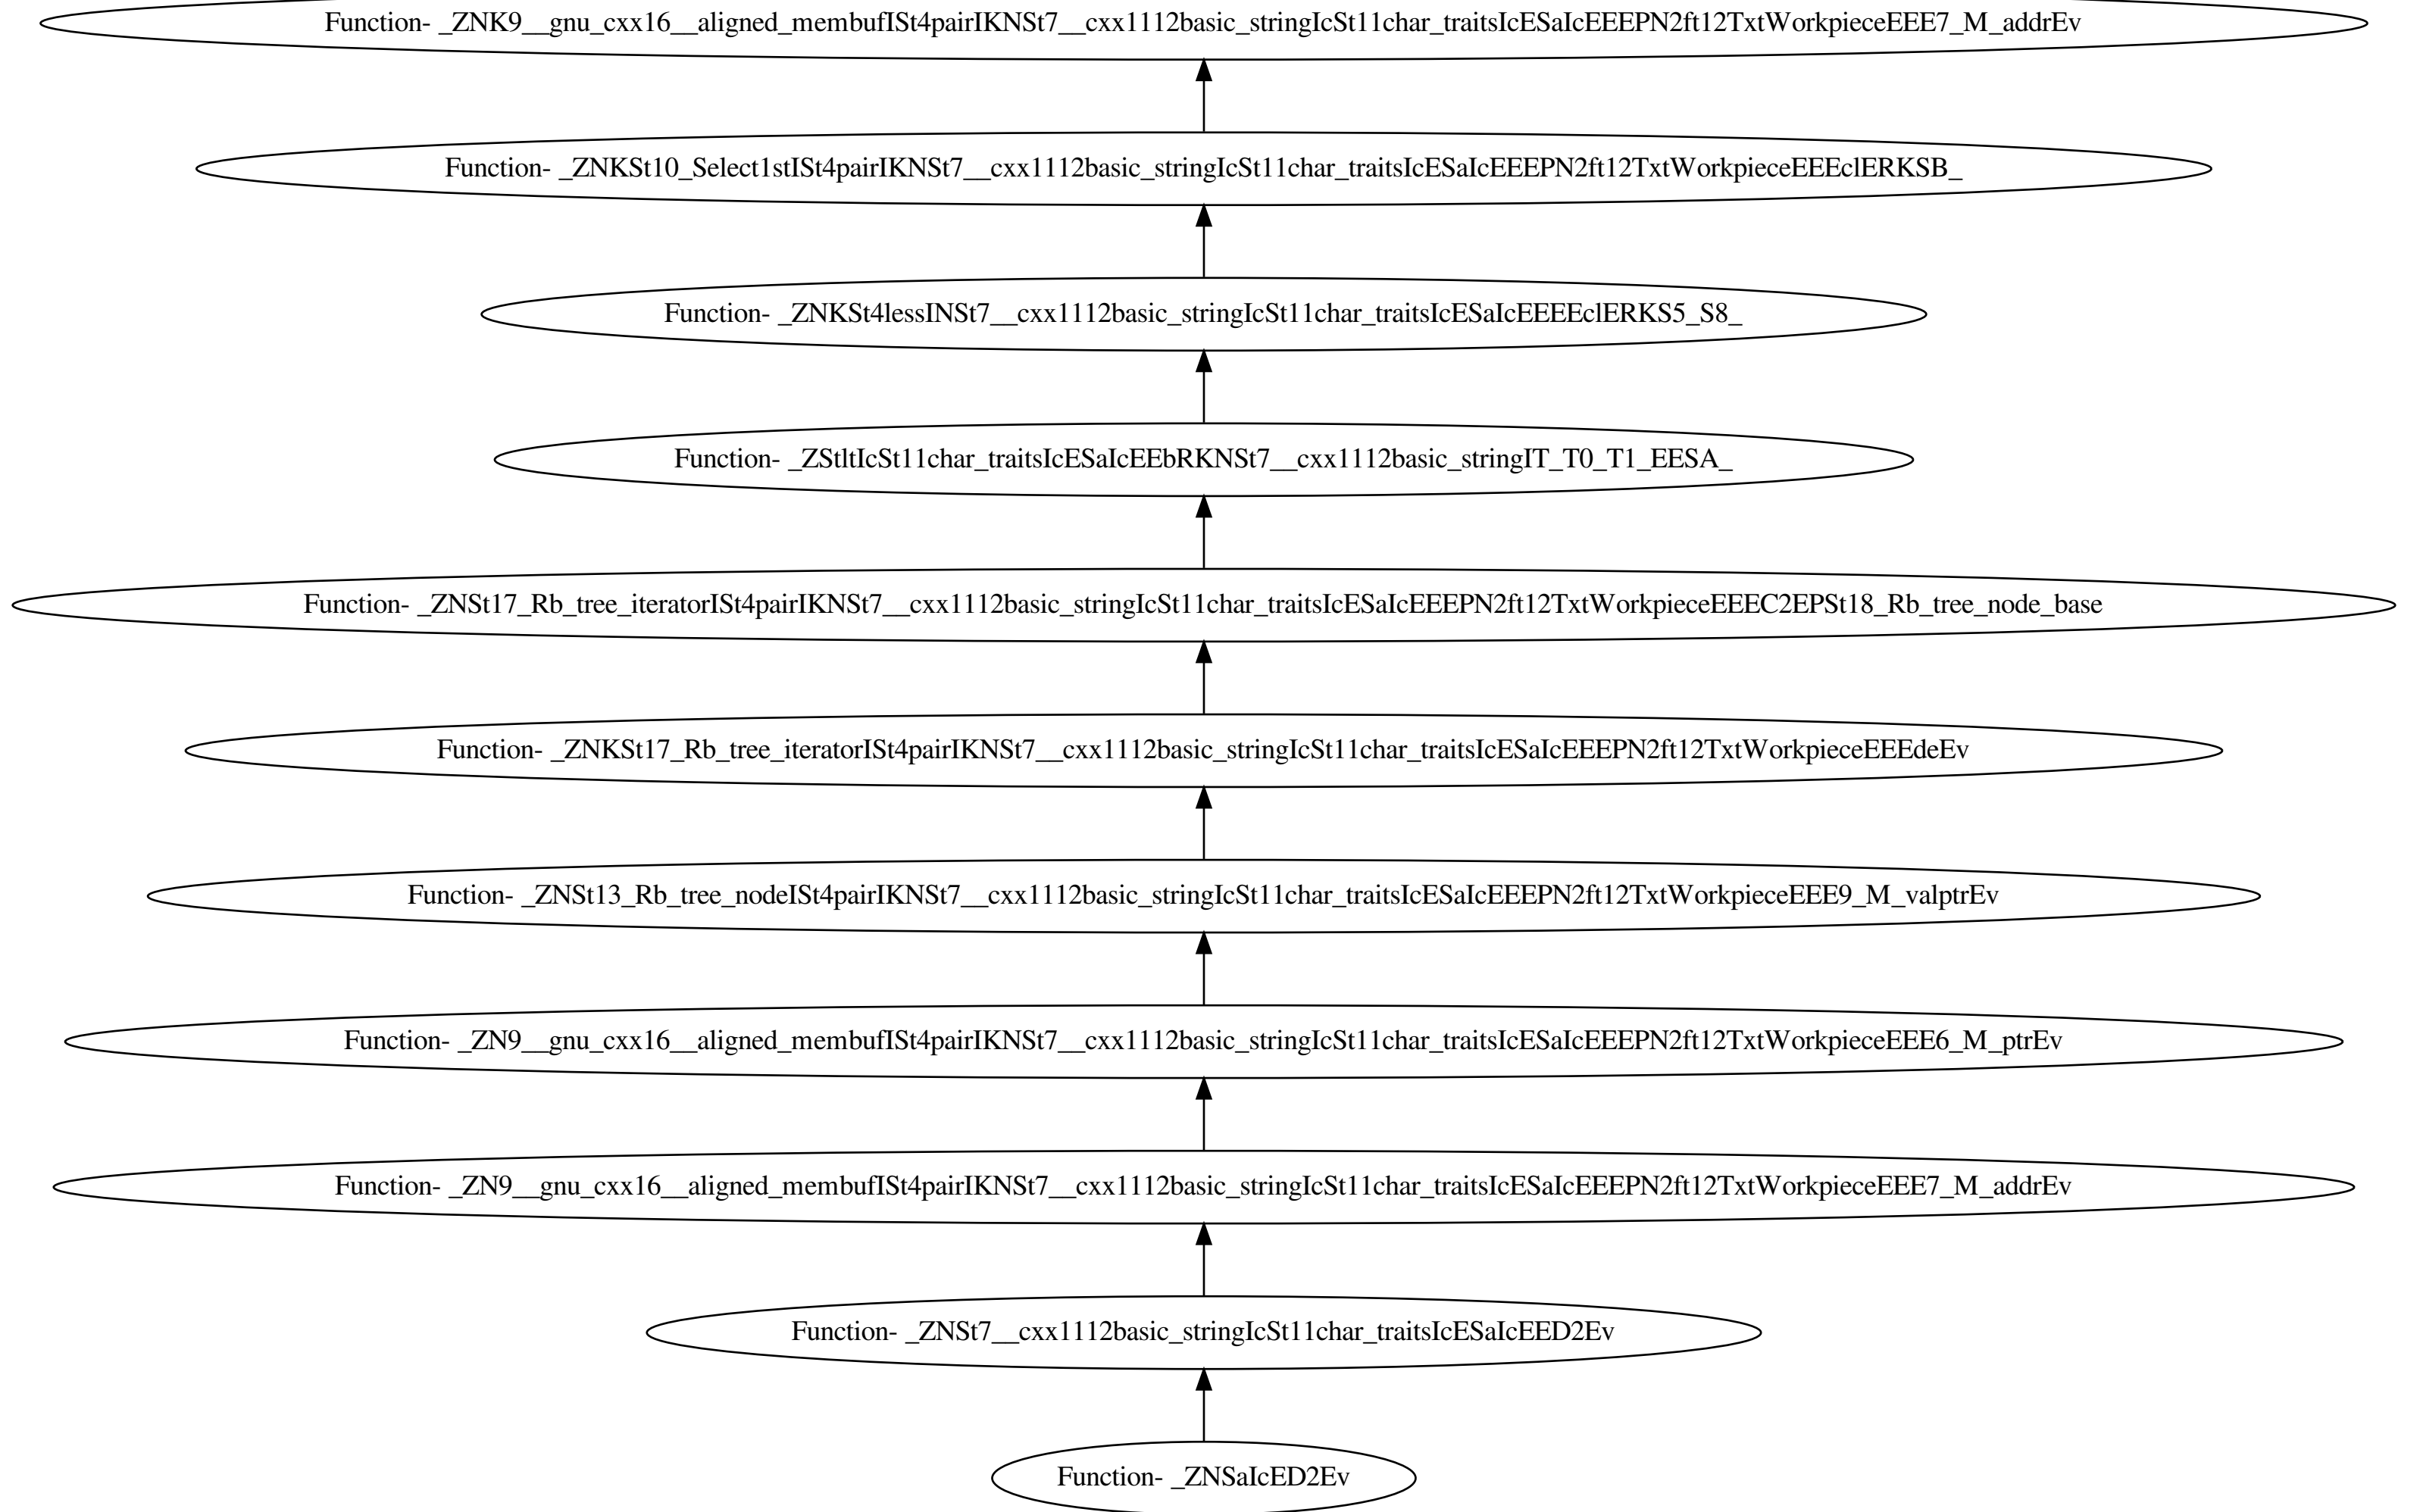 Function- _ZNK9__gnu_cxx16__aligned_membufISt4pairIKNSt7__cxx1112basic_stringIcSt11char_traitsIcESaIcEEEPN2ft12TxtWorkpieceEEE7_M_addrEv
Function- _ZNKSt10_Select1stISt4pairIKNSt7__cxx1112basic_stringIcSt11char_traitsIcESaIcEEEPN2ft12TxtWorkpieceEEEclERKSB_
Function- _ZNKSt4lessINSt7__cxx1112basic_stringIcSt11char_traitsIcESaIcEEEEclERKS5_S8_
Function- _ZStltIcSt11char_traitsIcESaIcEEbRKNSt7__cxx1112basic_stringIT_T0_T1_EESA_
Function- _ZNSt17_Rb_tree_iteratorISt4pairIKNSt7__cxx1112basic_stringIcSt11char_traitsIcESaIcEEEPN2ft12TxtWorkpieceEEEC2EPSt18_Rb_tree_node_base
Function- _ZNKSt17_Rb_tree_iteratorISt4pairIKNSt7__cxx1112basic_stringIcSt11char_traitsIcESaIcEEEPN2ft12TxtWorkpieceEEEdeEv
Function- _ZNSt13_Rb_tree_nodeISt4pairIKNSt7__cxx1112basic_stringIcSt11char_traitsIcESaIcEEEPN2ft12TxtWorkpieceEEE9_M_valptrEv
Function- _ZN9__gnu_cxx16__aligned_membufISt4pairIKNSt7__cxx1112basic_stringIcSt11char_traitsIcESaIcEEEPN2ft12TxtWorkpieceEEE6_M_ptrEv
Function- _ZN9__gnu_cxx16__aligned_membufISt4pairIKNSt7__cxx1112basic_stringIcSt11char_traitsIcESaIcEEEPN2ft12TxtWorkpieceEEE7_M_addrEv
Function- _ZNSt7__cxx1112basic_stringIcSt11char_traitsIcESaIcEED2Ev
Function- _ZNSaIcED2Ev